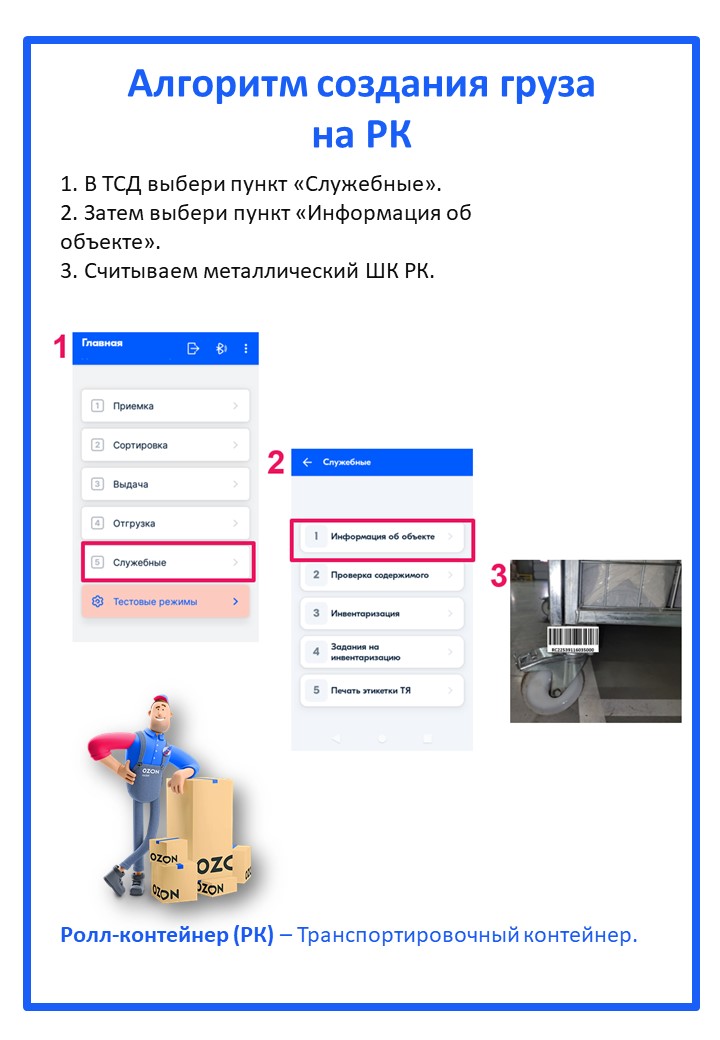 Алгоритм создания груза
на РК
1. В ТСД выбери пункт «Служебные».
2. Затем выбери пункт «Информация об
объекте».
3. Считываем металлический ШК РК.
1
Главная
1 Приемка
2 Сортировка
3 Выдача
4 Отгрузка
5 Служебные
Тестовые режимы
2
Служебные
1 Информация об объекте
2 Проверка содержимого
3 Инвентаризация
4 Задания на
инвентаризацию
5 Печать этикетки ТЯ
3
OZON
OZON
OZO
OZON
OZON
Ролл-контейнер (РК) – Транспортировочный контейнер.